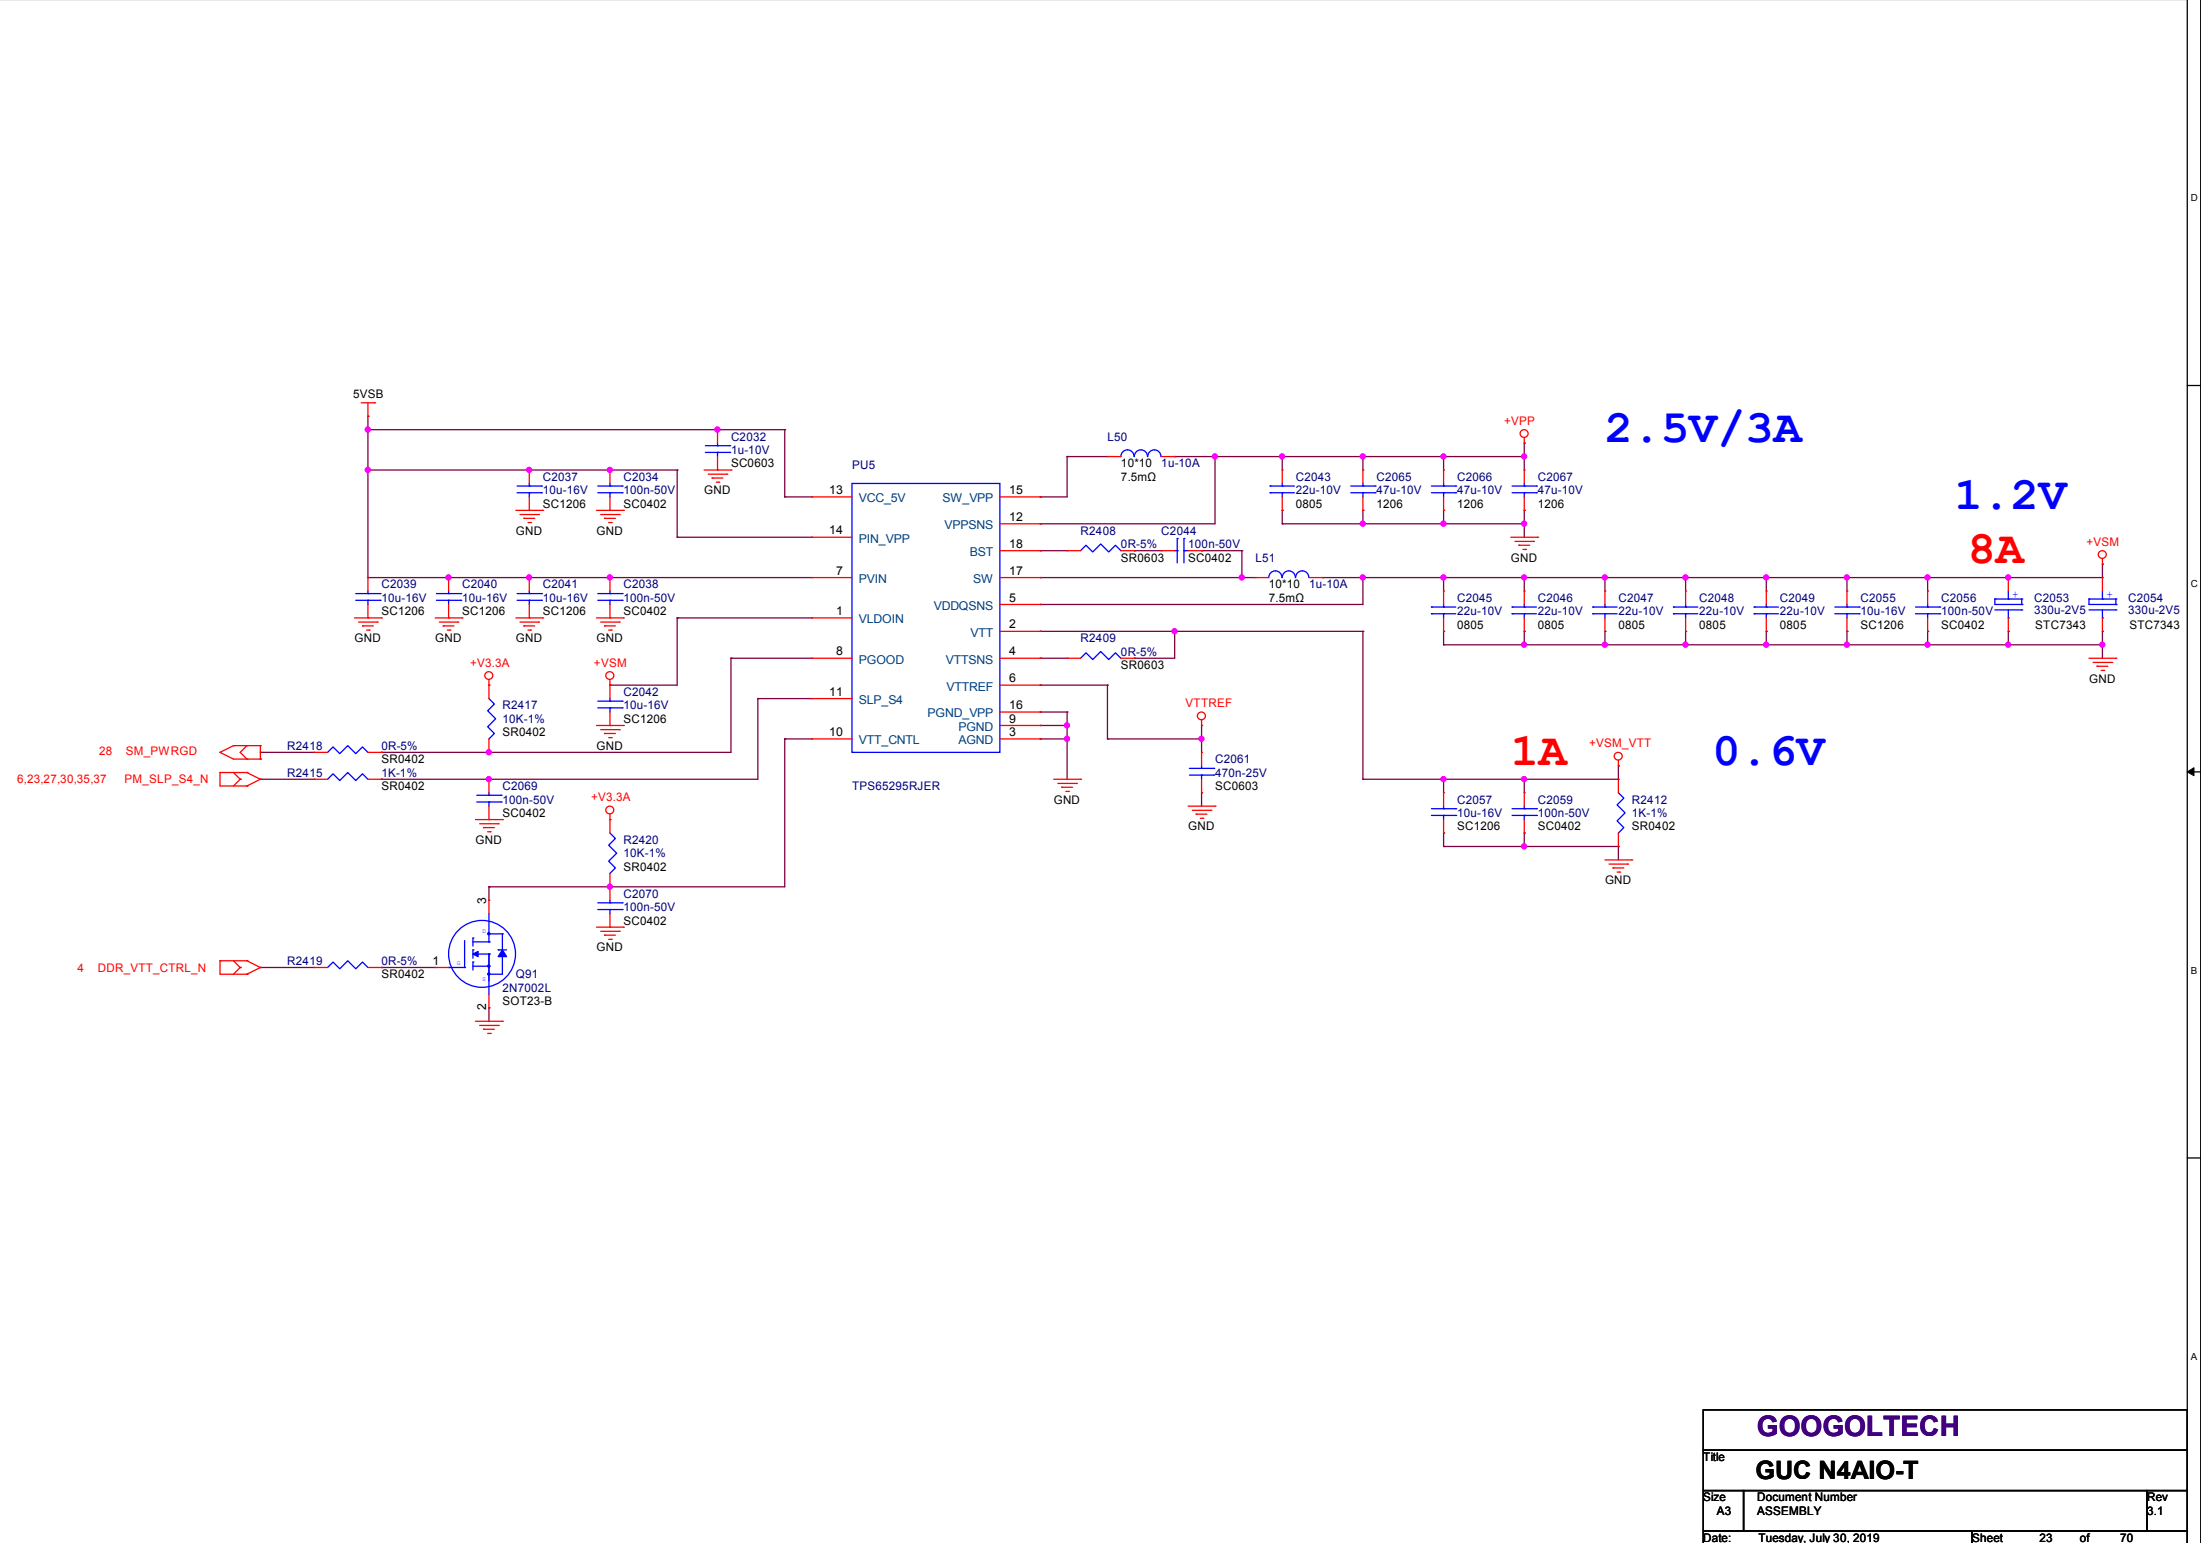 D
5VSB
C2032
1u-10V
SC0603
GND
C2037
10u-16V
SC1206
GND
C2034
100n-50V
SC0402
GND
C2039
10u-16V
SC1206
GND
C2040
10u-16V
SC1206
GND
C2041
10u-16V
SC1206
GND
C2038
100n-50V
SC0402
GND
+V3.3A
R2417
10K-1%
SR0402
+VSM
C2042
10u-16V
SC1206
GND
28 SM_PWRGD
R2418
0R-5%
SR0402
6,23,27,30,35,37 PM_SLP_S4_N
R2415
1K-1%
SR0402
C2069
100n-50V
SC0402
GND
+V3.3A
R2420
10K-1%
SR0402
C2070
100n-50V
SC0402
GND
4 DDR_VTT_CTRL_N
R2419
0R-5%
SR0402
1
3
2
D
G
S
Q91
2N7002L
SOT23-B
PU5
13 VCC_5V
14 PIN_VPP
7 PVIN
1 VLDOIN
8 PGOOD
11 SLP_S4
10 VTT_CNTL
SW_VPP 15
VPPSNS 12
BST 18
SW 17
VDDQSNS 5
VTT 2
VTTSNS 4
VTTREF 6
PGND_VPP 16
PGND 9
AGND 3
TPS65295RJER
GND
L50
10*10 1u-10A
7.5mΩ
R2408
0R-5%
SR0603
C2044
100n-50V
SC0402
L51
10*10 1u-10A
7.5mΩ
R2409
0R-5%
SR0603
VTTREF
C2061
470n-25V
SC0603
GND
+VPP
2.5V/3A
C2043
22u-10V
0805
C2065
47u-10V
1206
C2066
47u-10V
1206
C2067
47u-10V
1206
GND
1.2V
8A
+VSM
C2045
22u-10V
0805
C2046
22u-10V
0805
C2047
22u-10V
0805
C2048
22u-10V
0805
C2049
22u-10V
0805
C2055
10u-16V
SC1206
C2056
100n-50V
SC0402
+
C2053
330u-2V5
STC7343
+
C2054
330u-2V5
STC7343
GND
1A
+VSM_VTT
0.6V
C2057
10u-16V
SC1206
C2059
100n-50V
SC0402
R2412
1K-1%
SR0402
GND
C
B
A
GOOGOLTECH
Title
GUC N4AIO-T
Size
A3
Document Number
ASSEMBLY
Rev
3.1
Date: Tuesday, July 30, 2019 Sheet 23 of 70